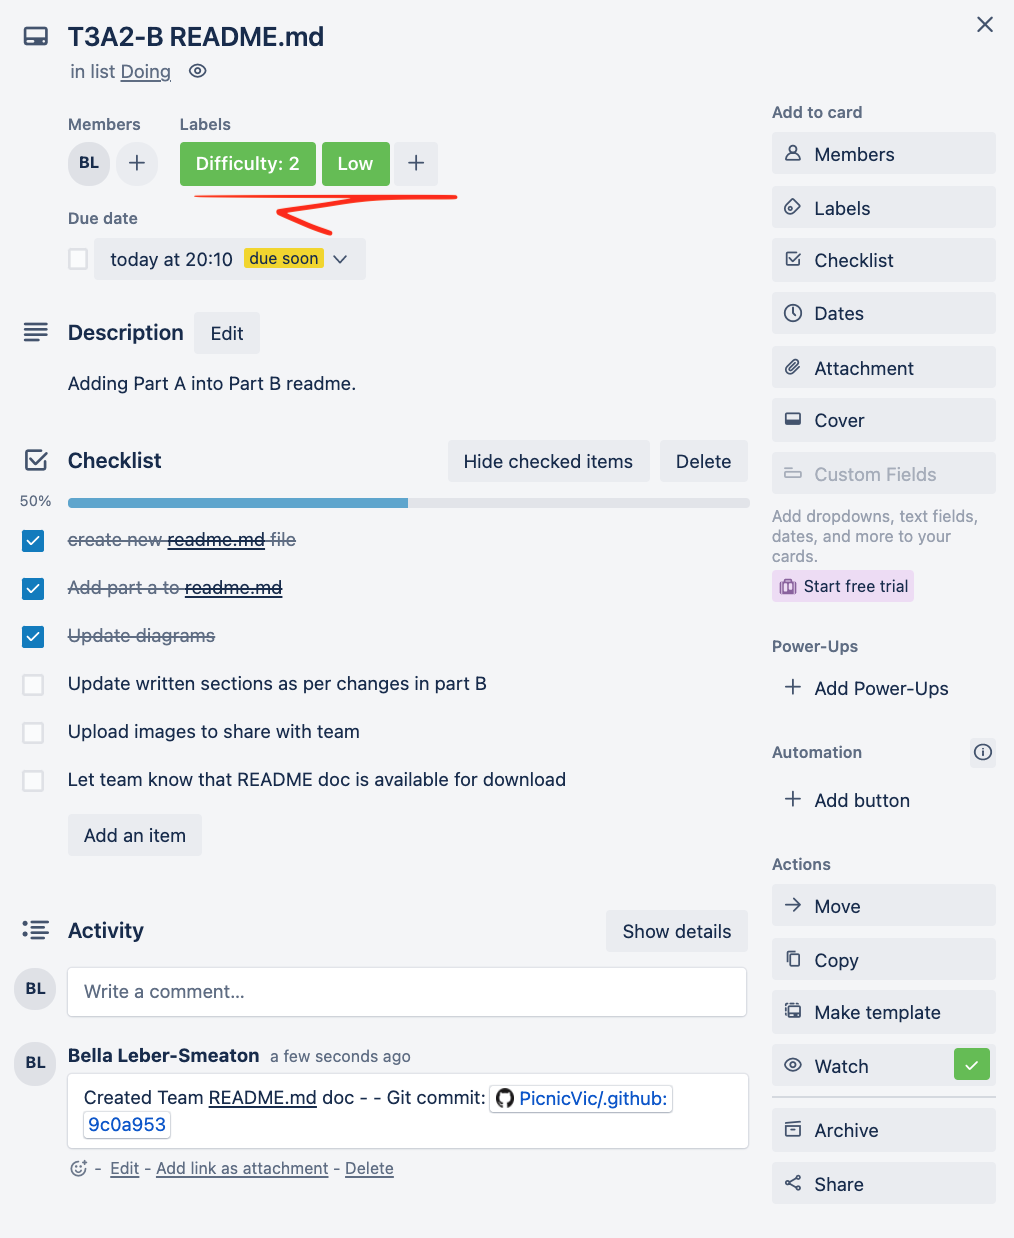 T3A2-B README.md
in list Doing
Members
Labels
BL
Difficulty: 2
Low
Due date
today at 20:10 due soon
Description
Edit
Adding Part A into Part B readme.
Checklist
Hide checked items
Delete
50%
create new readme.md file
Add part a to readme.md
Update diagrams
Update written sections as per changes in part B
Upload images to share with team
Let team know that README doc is available for download
Add an item
Activity
Show details
BL
Write a comment...
BL
Bella Leber-Smeaton a few seconds ago
Created Team README.md doc - - Git commit: PicnicVic/.github:
9c0a953
- Edit - Add link as attachment - Delete
Add to card
Members
Labels
Checklist
Dates
Attachment
Cover
Custom Fields
Add dropdowns, text fields,
dates, and more to your
cards.
Start free trial
Power-Ups
Add Power-Ups
Automation
Add button
Actions
Move
Copy
Make template
Watch
Archive
Share